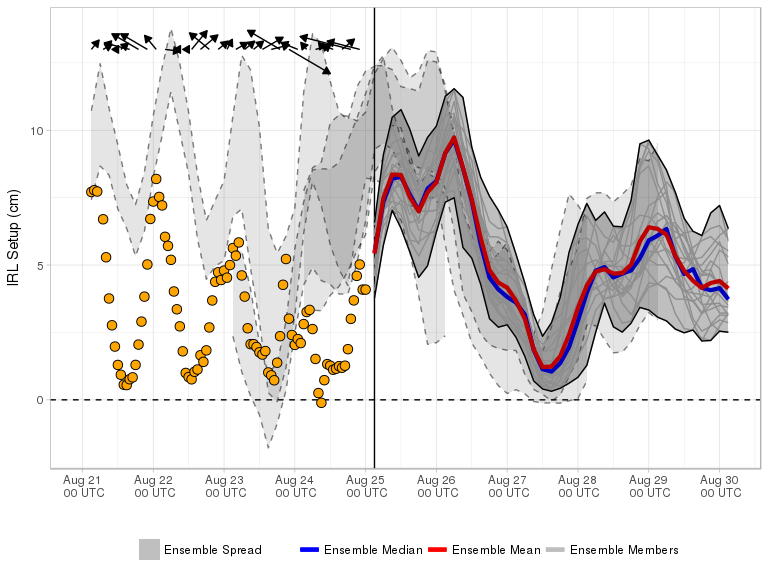 IRL Setup (cm)
10
5
0
Aug 21 Aug 22 Aug 23 Aug 24 Aug 25 Aug 26 Aug 27 Aug 28 Aug 29 Aug 30
00 UTC 00 UTC 00 UTC 00 UTC 00 UTC 00 UTC 00 UTC 00 UTC 00 UTC 00 UTC
Ensemble Spread Ensemble Median Ensemble Mean Ensemble Members